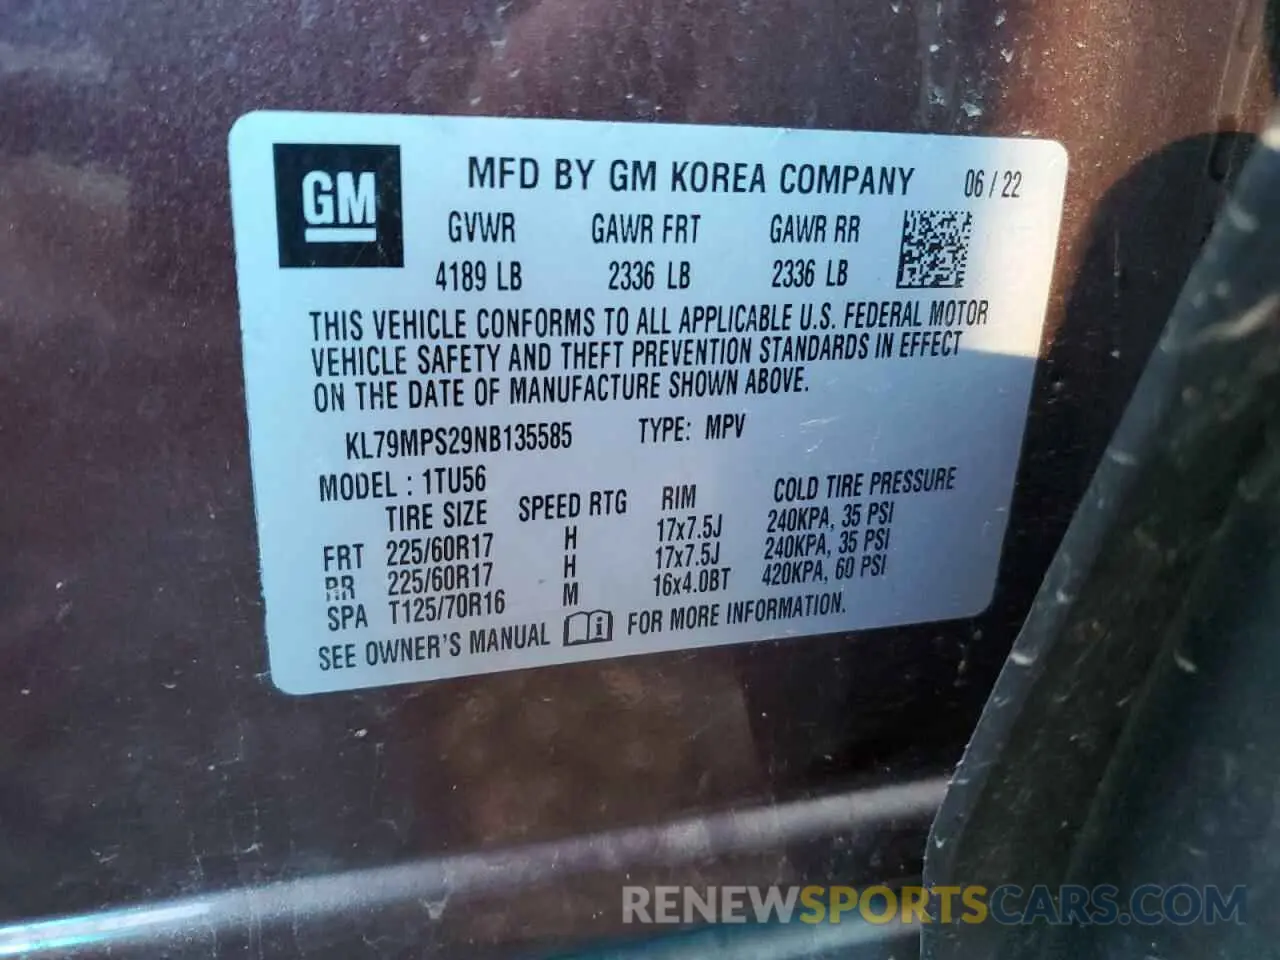 GM MFD BY GM KOREA COMPANY 06 / 22
GVWR GAWR FRT GAWR RR
4189 LB 2336 LB 2336 LB
THIS VEHICLE CONFORMS TO ALL APPLICABLE U.S. FEDERAL MOTOR
VEHICLE SAFETY AND THEFT PREVENTION STANDARDS IN EFFECT
ON THE DATE OF MANUFACTURE SHOWN ABOVE.
KL79MPS29NB135585 TYPE: MPV
MODEL : 1TU56
TIRE SIZE SPEED RTG RIM COLD TIRE PRESSURE
FRT 225/60R17 H 17x7.5J 240KPA, 35 PSI
RR 225/60R17 H 17x7.5J 240KPA, 35 PSI
SPA T125/70R16 M 16x4.0BT 420KPA, 60 PSI
SEE OWNER'S MANUAL FOR MORE INFORMATION.
RENEWSPORTSCARS.COM